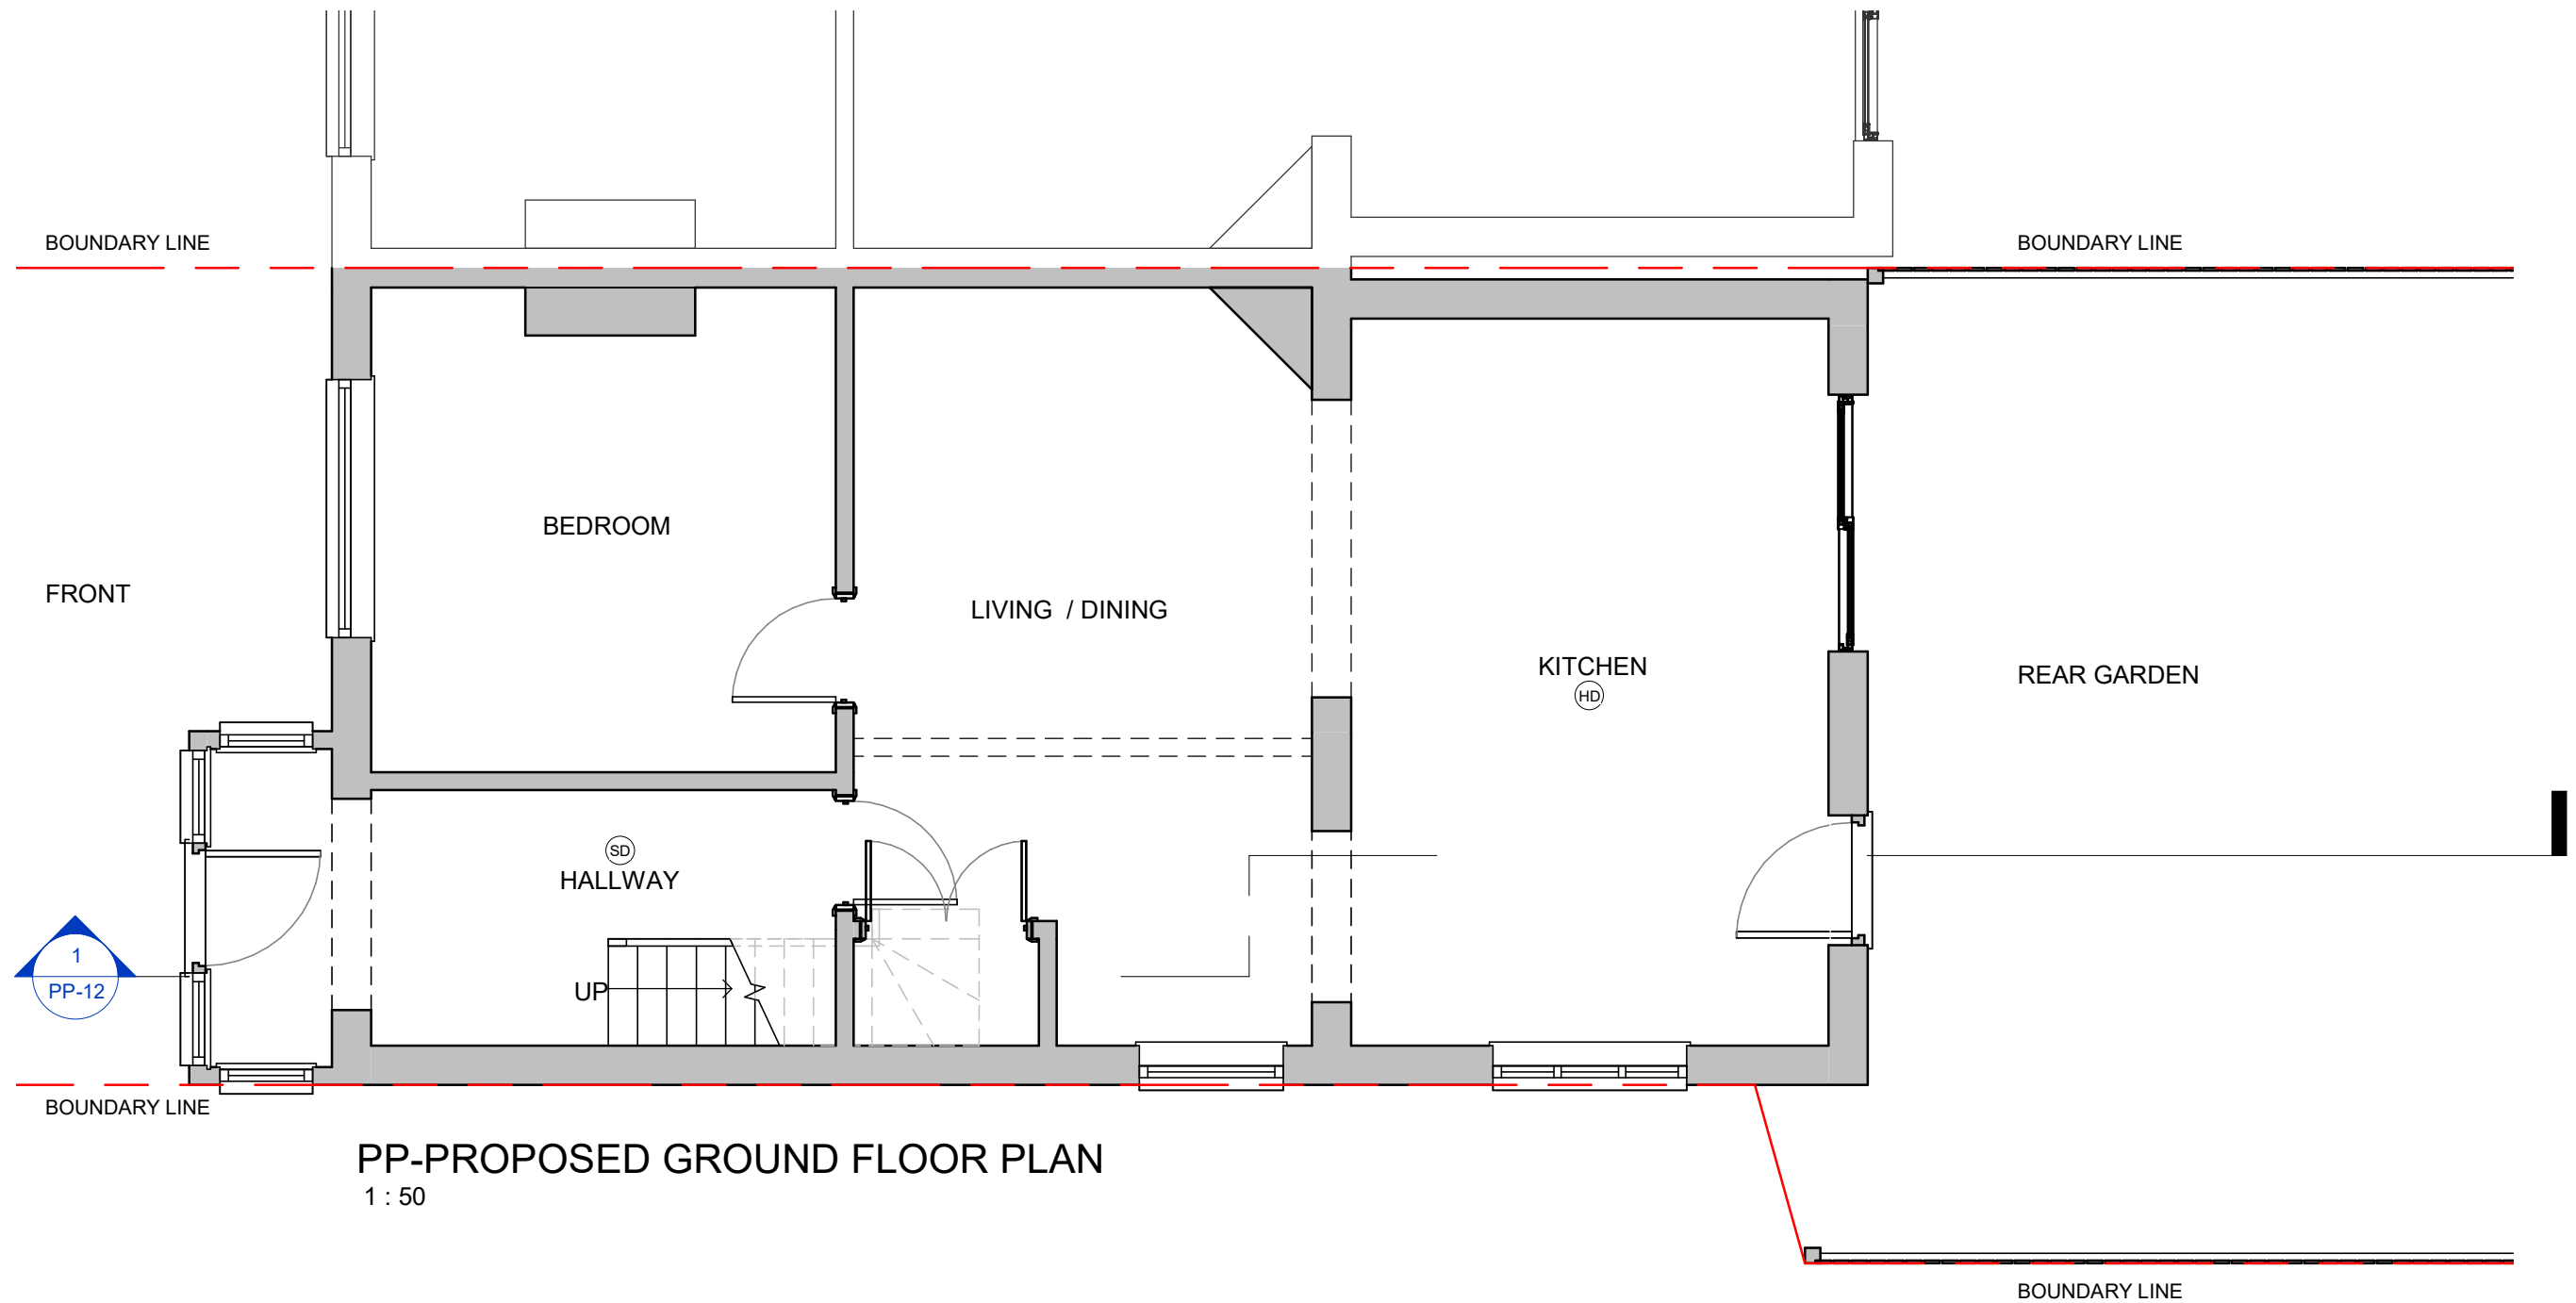 BOUNDARY LINE
BOUNDARY LINE
BEDROOM
FRONT
LIVING / DINING
KITCHEN
HD
REAR GARDEN
SD
HALLWAY
1
PP-12
UP
BOUNDARY LINE
PP-PROPOSED GROUND FLOOR PLAN
1 : 50
BOUNDARY LINE